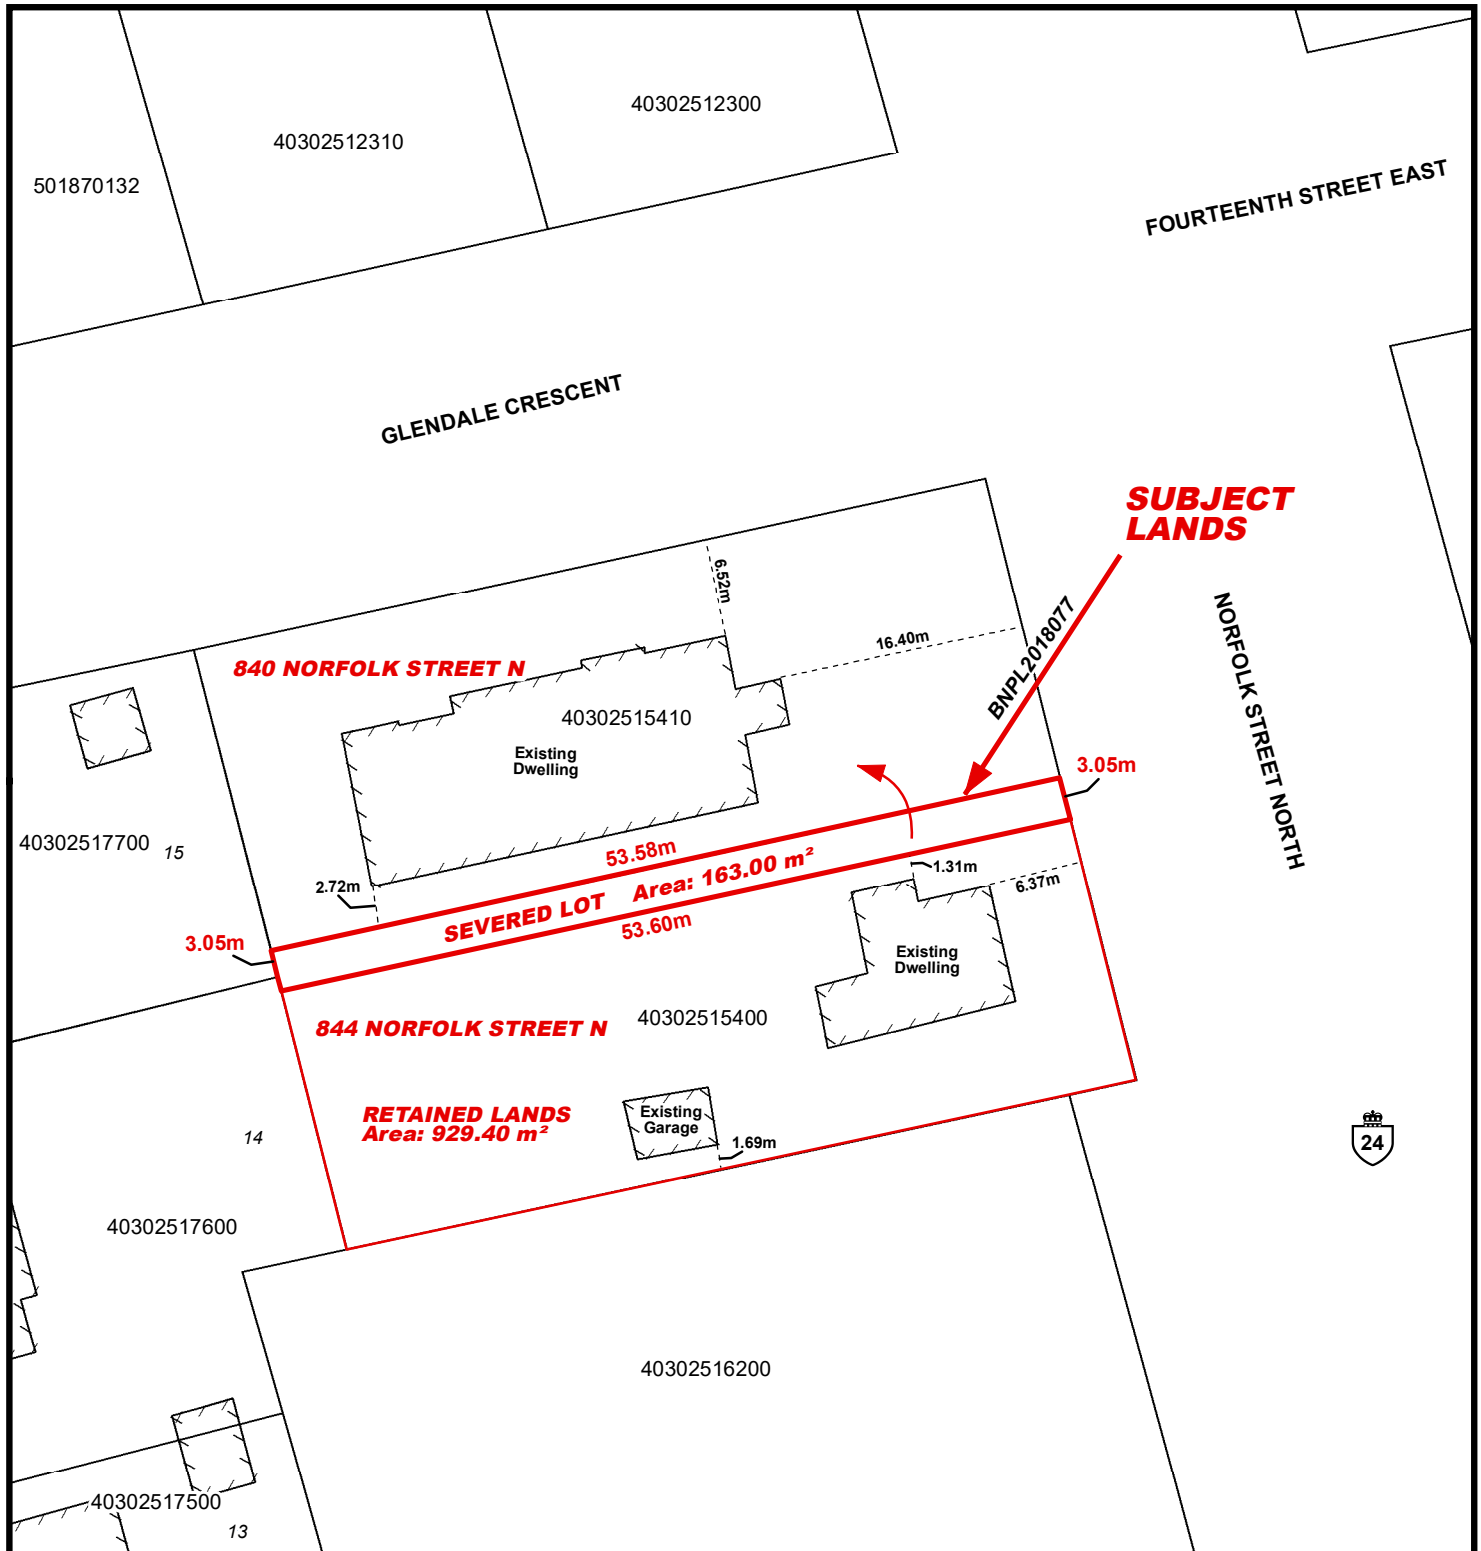 40302512300
40302512310
501870132
FOURTEENTH STREET EAST
GLENDALE CRESCENT
SUBJECT
LANDS
6.52m
NORFOLK STREET NORTH
16.40m
BNPL2018077
840 NORFOLK STREET N
40302515410
Existing
Dwelling
3.05m
40302517700
15
53.58m
2.72m
SEVERED LOT Area: 163.00 m²
1.31m
6.37m
53.60m
3.05m
Existing
Dwelling
844 NORFOLK STREET N
40302515400
RETAINED LANDS
Area: 929.40 m²
Existing
Garage
1.69m
14
24
40302517600
40302516200
40302517500
13